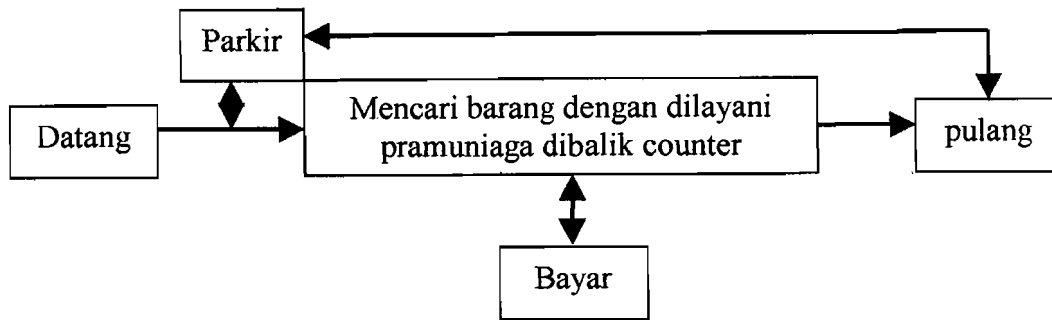 Parkir
Datang
Mencari barang dengan dilayani
pramuniaga dibalik counter
pulang
Bayar